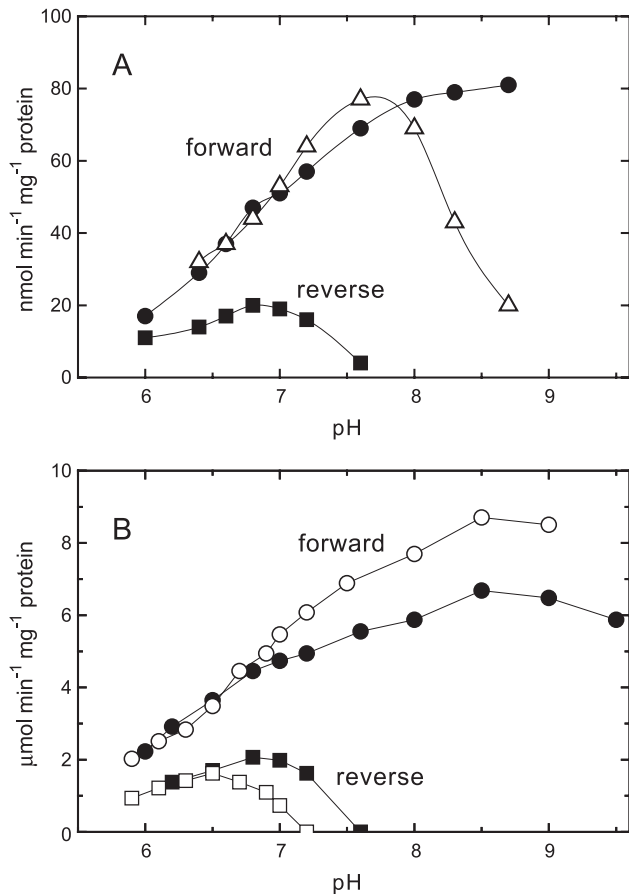 100
A
80
forward
60
nmol min⁻¹ mg⁻¹ protein
40
reverse
20
0
6 7 8 9
pH
10
B
forward
8
6
μmol min⁻¹ mg⁻¹ protein
4
reverse
2
0
6 7 8 9
pH